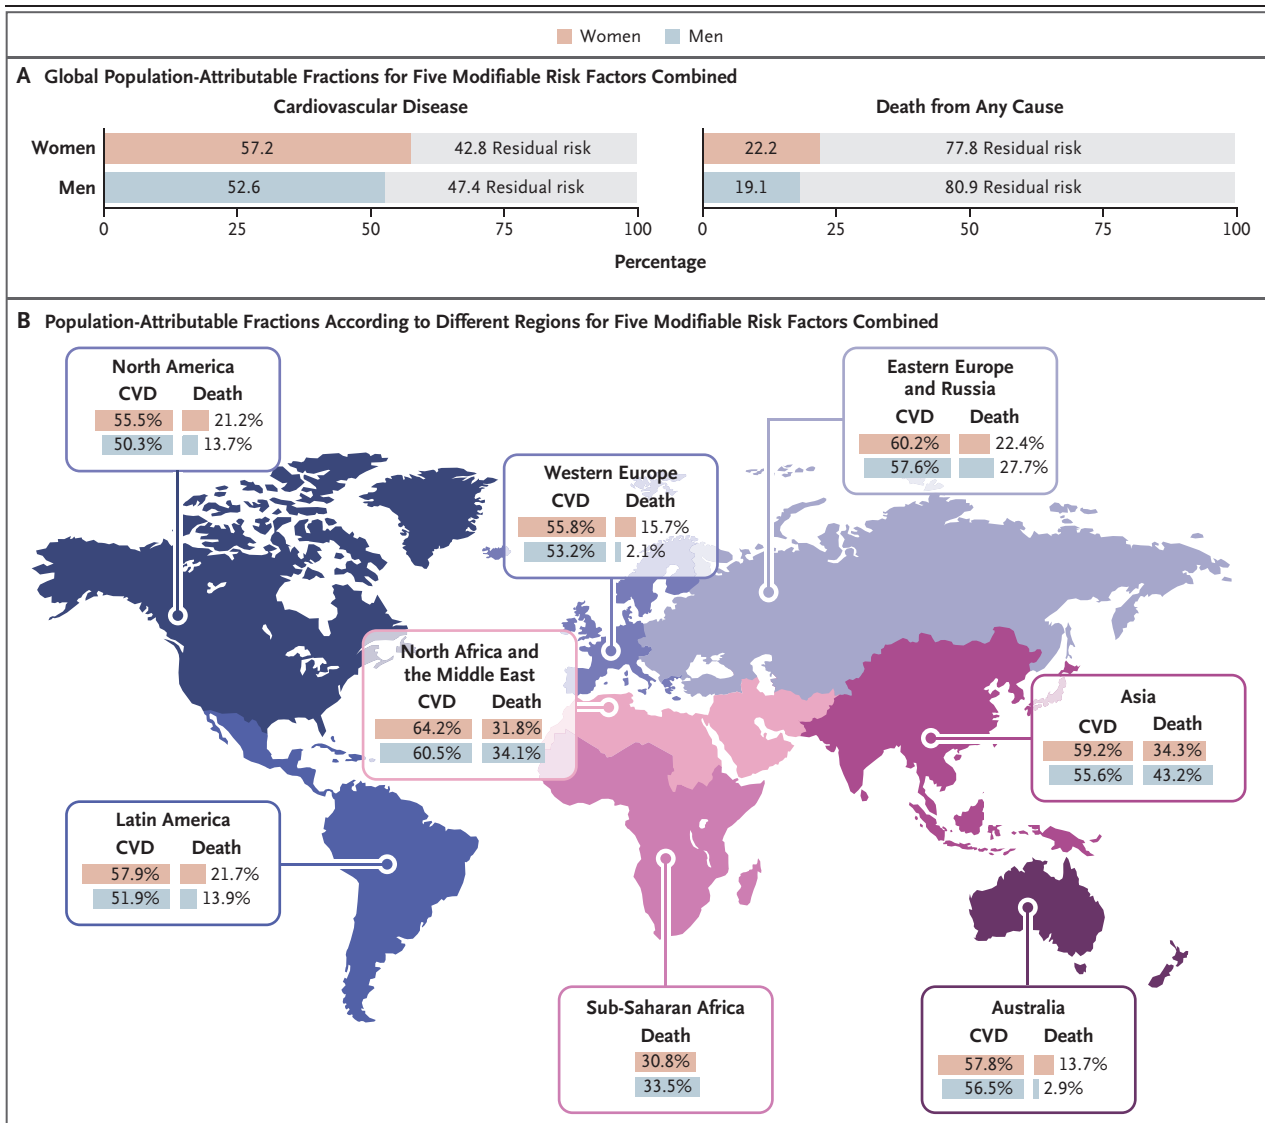 Women Men
A Global Population-Attributable Fractions for Five Modifiable Risk Factors Combined
Cardiovascular Disease
Women 57.2 42.8 Residual risk
Men 52.6 47.4 Residual risk
0 25 50 75 100
Death from Any Cause
22.2 77.8 Residual risk
19.1 80.9 Residual risk
0 25 50 75 100
Percentage
B Population-Attributable Fractions According to Different Regions for Five Modifiable Risk Factors Combined
North America
CVD Death
55.5% 21.2%
50.3% 13.7%
Eastern Europe
and Russia
CVD Death
60.2% 22.4%
57.6% 27.7%
Western Europe
CVD Death
55.8% 15.7%
53.2% 2.1%
North Africa and
the Middle East
CVD Death
64.2% 31.8%
60.5% 34.1%
Asia
CVD Death
59.2% 34.3%
55.6% 43.2%
Latin America
CVD Death
57.9% 21.7%
51.9% 13.9%
Sub-Saharan Africa
Death
30.8%
33.5%
Australia
CVD Death
57.8% 13.7%
56.5% 2.9%